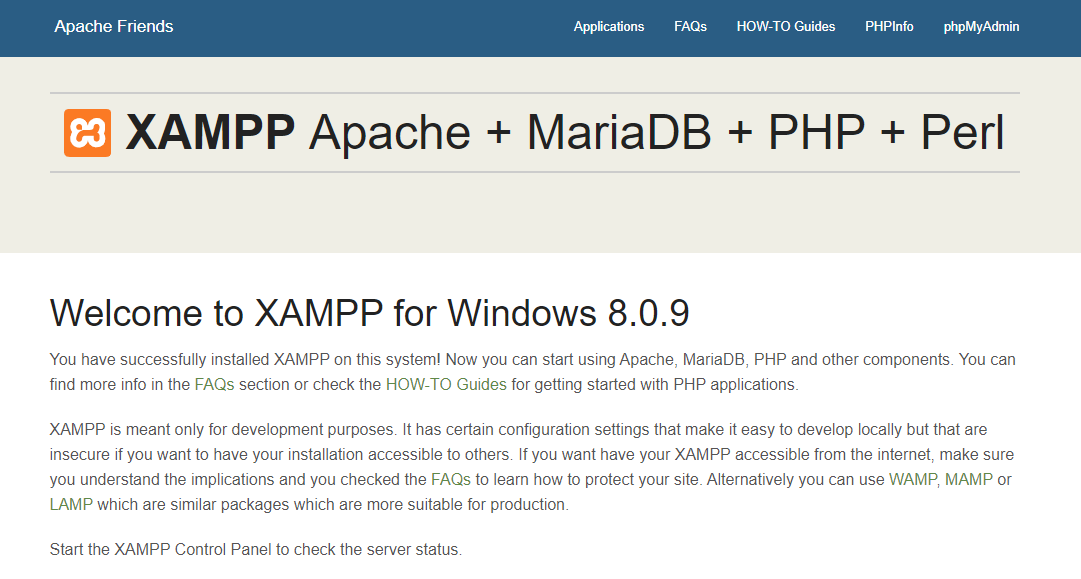 Apache Friends
Applications FAQs HOW-TO Guides PHPInfo phpMyAdmin
XAMPP Apache + MariaDB + PHP + Perl
Welcome to XAMPP for Windows 8.0.9
You have successfully installed XAMPP on this system! Now you can start using Apache, MariaDB, PHP and other components. You can
find more info in the FAQs section or check the HOW-TO Guides for getting started with PHP applications.
XAMPP is meant only for development purposes. It has certain configuration settings that make it easy to develop locally but that are
insecure if you want to have your installation accessible to others. If you want have your XAMPP accessible from the internet, make sure
you understand the implications and you checked the FAQs to learn how to protect your site. Alternatively you can use WAMP, MAMP or
LAMP which are similar packages which are more suitable for production.
Start the XAMPP Control Panel to check the server status.